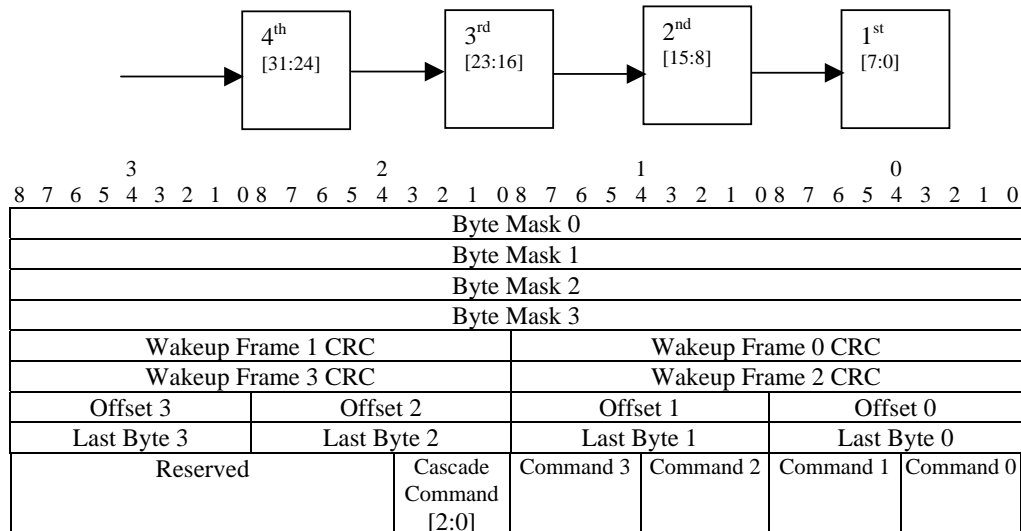 4th 3rd 2nd 1st
[31:24] [23:16] [15:8] [7:0]
3 2 1 0
8 7 6 5 4 3 2 1 0 8 7 6 5 4 3 2 1 0 8 7 6 5 4 3 2 1 0 8 7 6 5 4 3 2 1 0
Byte Mask 0
Byte Mask 1
Byte Mask 2
Byte Mask 3
Wakeup Frame 1 CRC Wakeup Frame 0 CRC
Wakeup Frame 3 CRC Wakeup Frame 2 CRC
Offset 3 Offset 2 Offset 1 Offset 0
Last Byte 3 Last Byte 2 Last Byte 1 Last Byte 0
Reserved Cascade Command 3 Command 2 Command 1 Command 0
Command
[2:0]